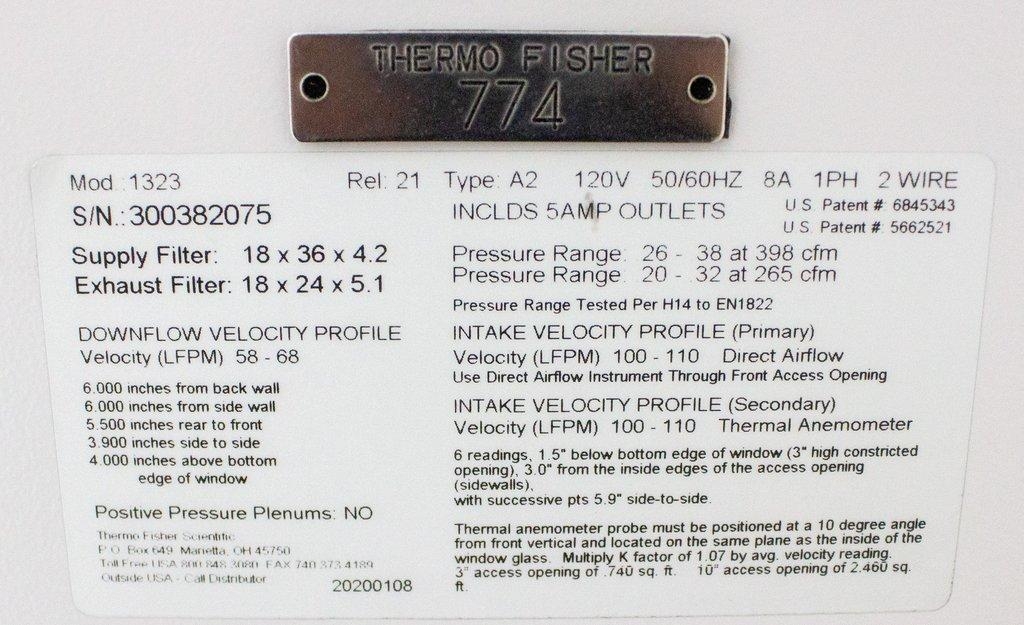 THERMO FISHER
774
Mod.:1323 Rel: 21 Type: A2 120V 50/60HZ 8A 1PH 2 WIRE
S/N.:300382075 INCLDS 5AMP OUTLETS U.S. Patent #: 6845343
U.S. Patent #: 5662521
Supply Filter: 18 x 36 x 4.2
Exhaust Filter: 18 x 24 x 5.1
Pressure Range: 26 - 38 at 398 cfm
Pressure Range: 20 - 32 at 265 cfm
Pressure Range Tested Per H14 to EN1822
DOWNFLOW VELOCITY PROFILE
Velocity (LFPM) 58 - 68
6.000 inches from back wall
6.000 inches from side wall
5.500 inches rear to front
3.900 inches side to side
4.000 inches above bottom
edge of window
INTAKE VELOCITY PROFILE (Primary)
Velocity (LFPM) 100 - 110 Direct Airflow
Use Direct Airflow Instrument Through Front Access Opening
INTAKE VELOCITY PROFILE (Secondary)
Velocity (LFPM) 100 - 110 Thermal Anemometer
6 readings, 1.5" below bottom edge of window (3" high constricted
opening), 3.0" from the inside edges of the access opening
(sidewalls),
with successive pts 5.9" side-to-side.
Positive Pressure Plenums: NO
Thermo Fisher Scientific
P.O. Box 649 Marietta, OH 45750
Toll Free USA 800 848 3080 FAX 740 373 4189
Outside USA - Call Distributor
20200108
Thermal anemometer probe must be positioned at a 10 degree angle
from front vertical and located on the same plane as the inside of the
window glass. Multiply K factor of 1.07 by avg. velocity reading.
3" access opening of .740 sq. ft. 10" access opening of 2.460 sq.
ft.